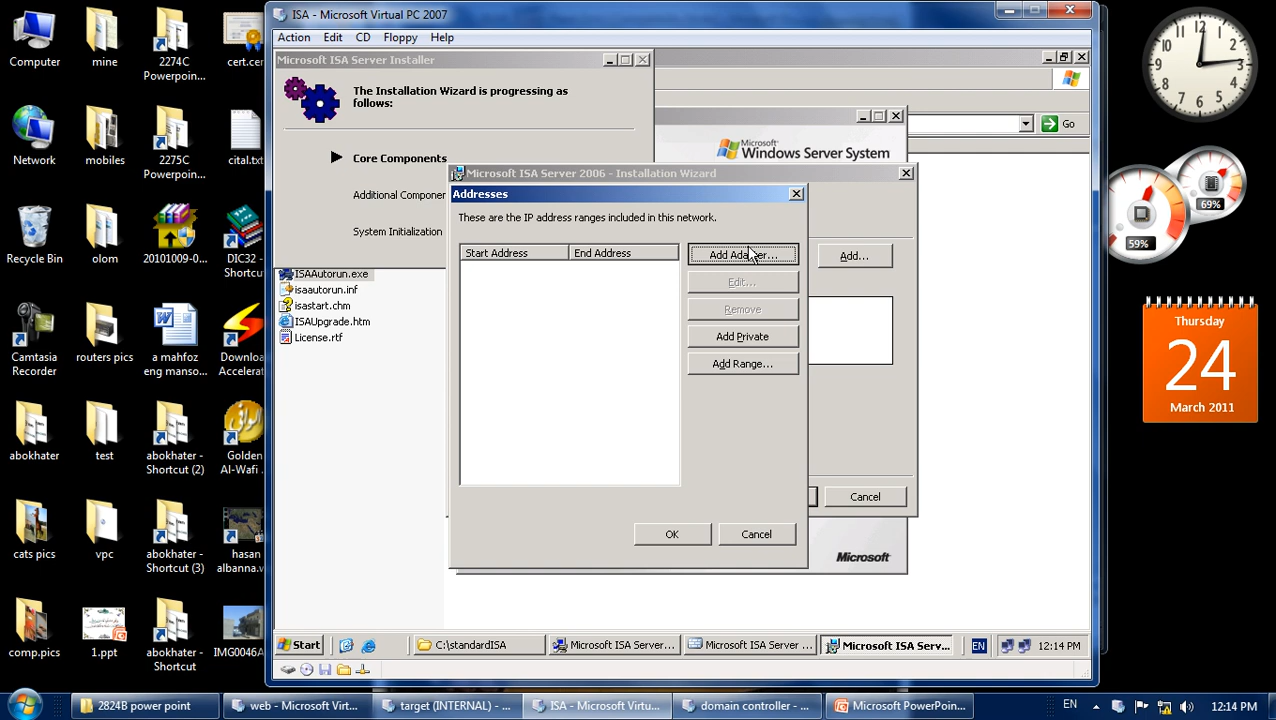 Computer
mine
2274C
Powerpoin...
cert.cer
Network
mobiles
2275C
Powerpoin...
cital.txt
Recycle Bin
olom
20101009-0...
DIC32 -
Shortcut
Camtasia
Recorder
routers pics
a mahfoz
eng manso...
Downloa
Accelerat
abokhater
test
abokhater -
Shortcut (2)
Golden
Al-Wafi
cats pics
vpc
abokhater -
Shortcut (3)
hasan
albanna.
comp.pics
1.ppt
abokhater -
Shortcut
IMG0046A
ISA - Microsoft Virtual PC 2007
Action Edit CD Floppy Help
Microsoft ISA Server Installer
The Installation Wizard is progressing as
follows:
Core Components
Additional Componer
System Initialization
Go
Microsoft
Windows Server System
Microsoft ISA Server 2006 - Installation Wizard
Addresses
These are the IP address ranges included in this network.
Start Address End Address
Add Adapter...
Edit...
Remove
Add Private
Add Range...
OK Cancel
Add...
Cancel
Microsoft
ISAAutorun.exe
isaautorun.inf
isastart.chm
ISAUpgrade.htm
License.rtf
Start
C:\standardISA
Microsoft ISA Server...
Microsoft ISA Server ...
Microsoft ISA Serv...
EN
12:14 PM
12
3
6
9
59%
69%
Thursday
24
March 2011
2824B power point
web - Microsoft Virt...
target (INTERNAL) - ...
ISA - Microsoft Virtua...
domain controller - ...
Microsoft PowerPoin...
EN
12:14 PM